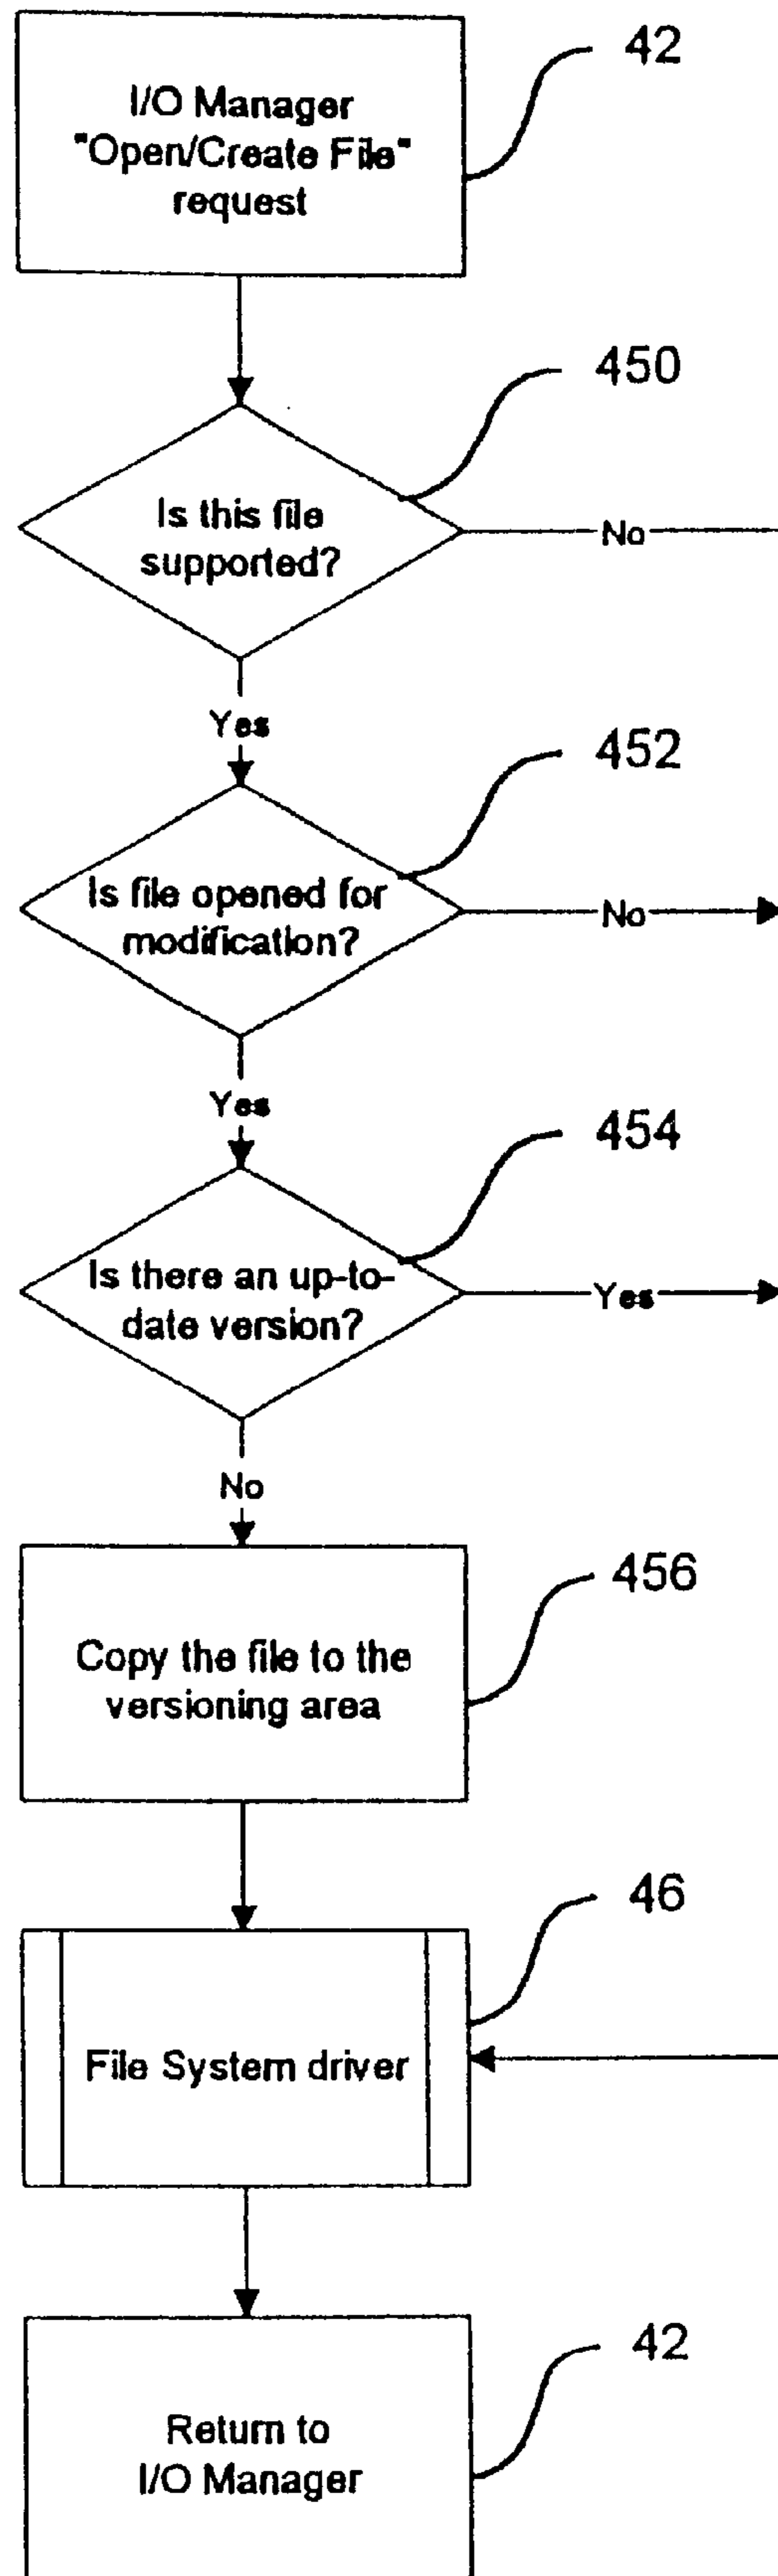 I/O Manager
"Open/Create File"
request
42
450
Is this file
supported?
No
Yes
452
Is file opened for
modification?
No
Yes
454
Is there an up-to-
date version?
Yes
No
456
Copy the file to the
versioning area
46
File System driver
42
Return to
I/O Manager